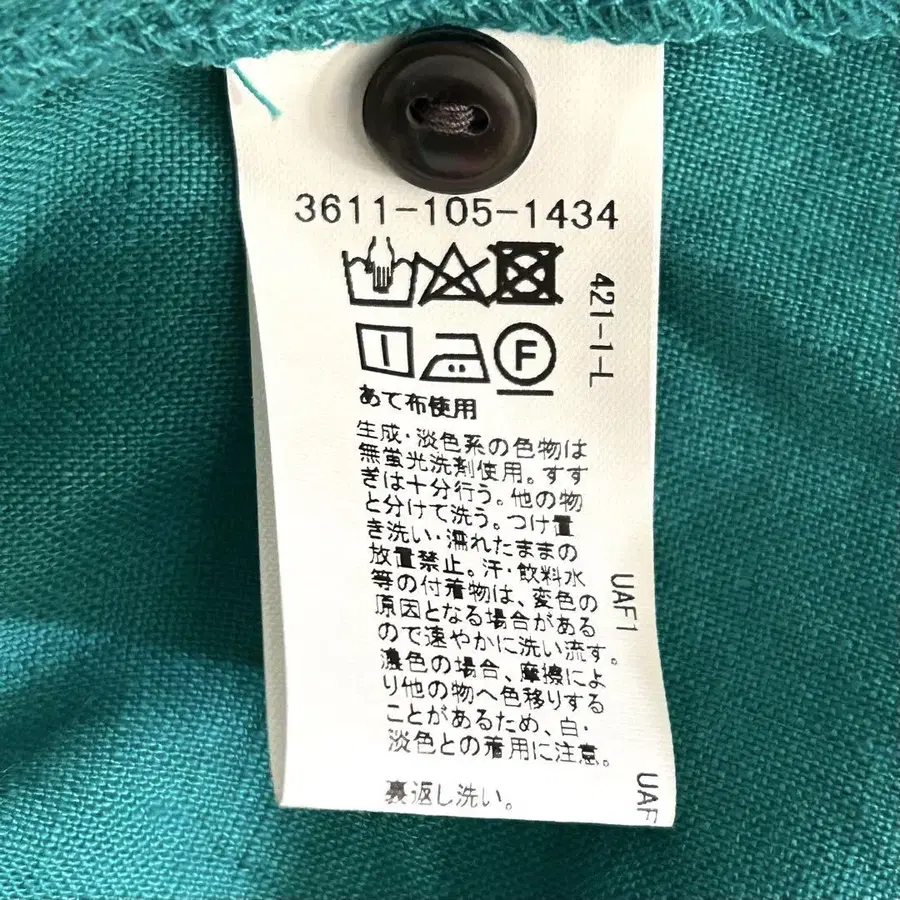 3611-105-1434
421-1-L
F
あて布使用
生成・淡色系の色物は
無蛍光洗剤使用。すす
ぎは十分行う。他の物
と分けて洗う。つけ置
き洗い・濡れたままの
放置禁止。汗・飲料水
等の付着物は、変色の
原因となる場合がある
ので速やかに洗い流す。
濃色の場合、摩擦によ
り他の物へ色移りする
ことがあるため、白・
淡色との着用に注意。
裏返し洗い。
UAF1
UAF